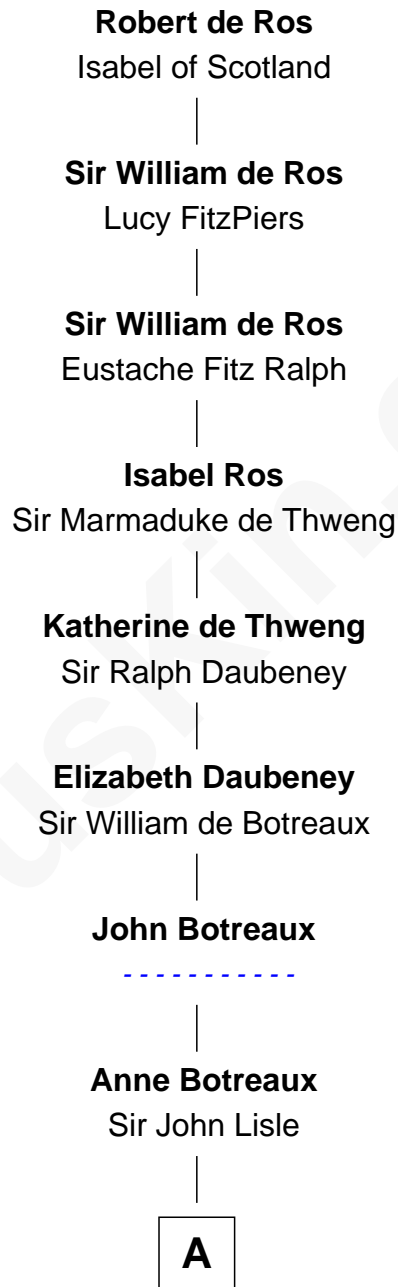 Robert de Ros
Isabel of Scotland
Sir William de Ros
Lucy FitzPiers
Sir William de Ros
Eustache Fitz Ralph
Isabel Ros
Sir Marmaduke de Thweng
Katherine de Thweng
Sir Ralph Daubeney
Elizabeth Daubeney
Sir William de Botreaux
John Botreaux
- - - - - - - - - - -
Anne Botreaux
Sir John Lisle
A